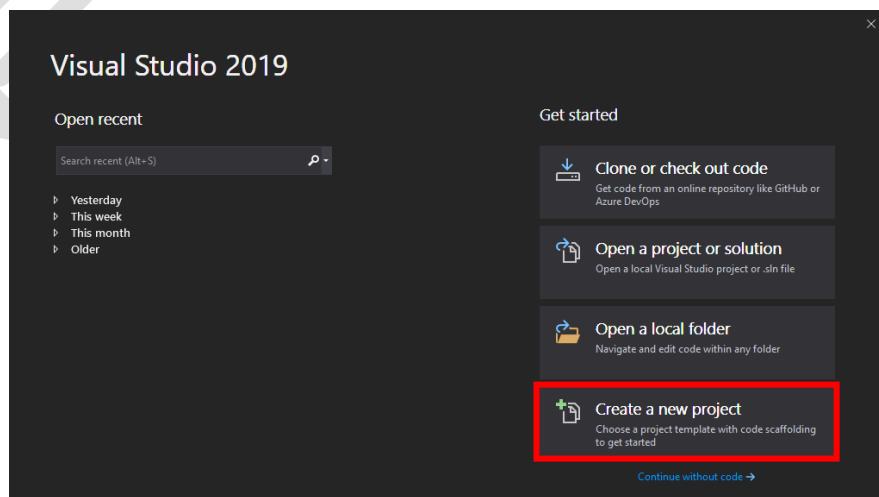 Visual Studio 2019
Open recent
Search recent (Alt+S)
Yesterday
This week
This month
Older
Get started
Clone or check out code
Get code from an online repository like GitHub or
Azure DevOps
Open a project or solution
Open a local Visual Studio project or .sln file
Open a local folder
Navigate and edit code within any folder
Create a new project
Choose a project template with code scaffolding
to get started
Continue without code →